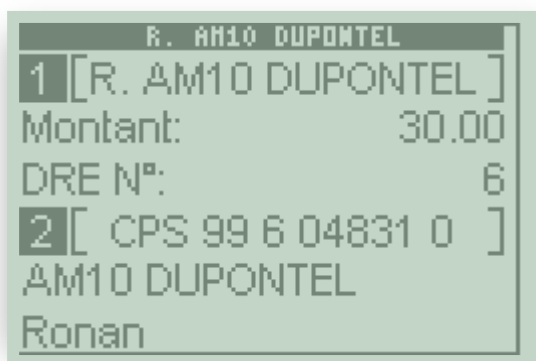 R. AM10 DUPONTEL
1 [R. AM10 DUPONTEL ]
Montant: 30.00
DRE N°: 6
2 [ CPS 99 6 04831 0 ]
AM10 DUPONTEL
Ronan